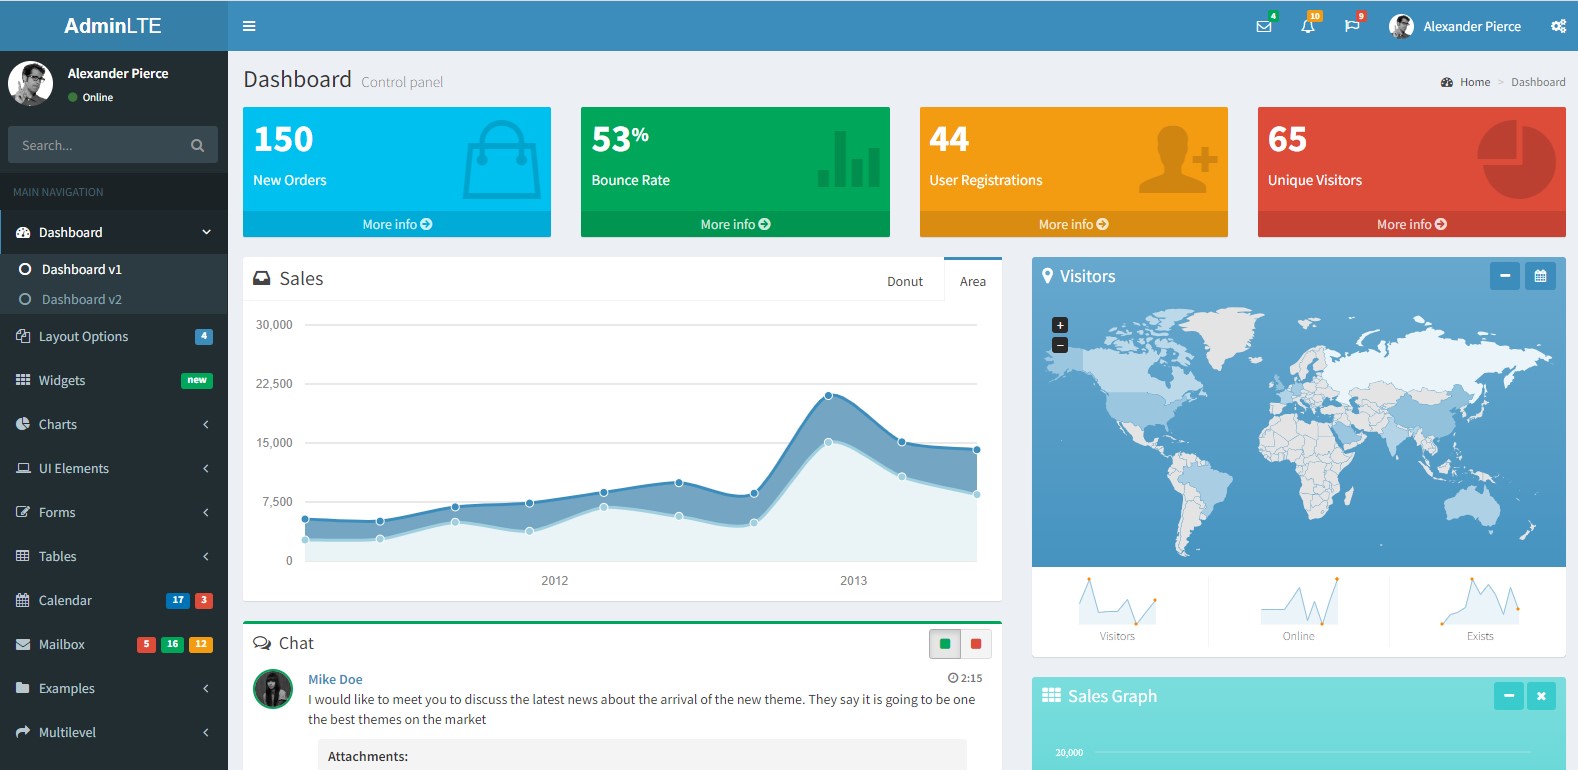 AdminLTE
4
10
9
Alexander Pierce
Alexander Pierce
Online
Search...
MAIN NAVIGATION
Dashboard
Dashboard v1
Dashboard v2
Layout Options 4
Widgets new
Charts
UI Elements
Forms
Tables
Calendar 17 3
Mailbox 5 16 12
Examples
Multilevel
Dashboard Control panel
Home > Dashboard
150
New Orders
More info
53%
Bounce Rate
More info
44
User Registrations
More info
65
Unique Visitors
More info
Sales
Donut Area
30,000
22,500
15,000
7,500
0
2012 2013
Visitors
+
−
Visitors Online Exists
Chat
Mike Doe 2:15
I would like to meet you to discuss the latest news about the arrival of the new theme. They say it is going to be one
the best themes on the market
Attachments:
Sales Graph
20,000